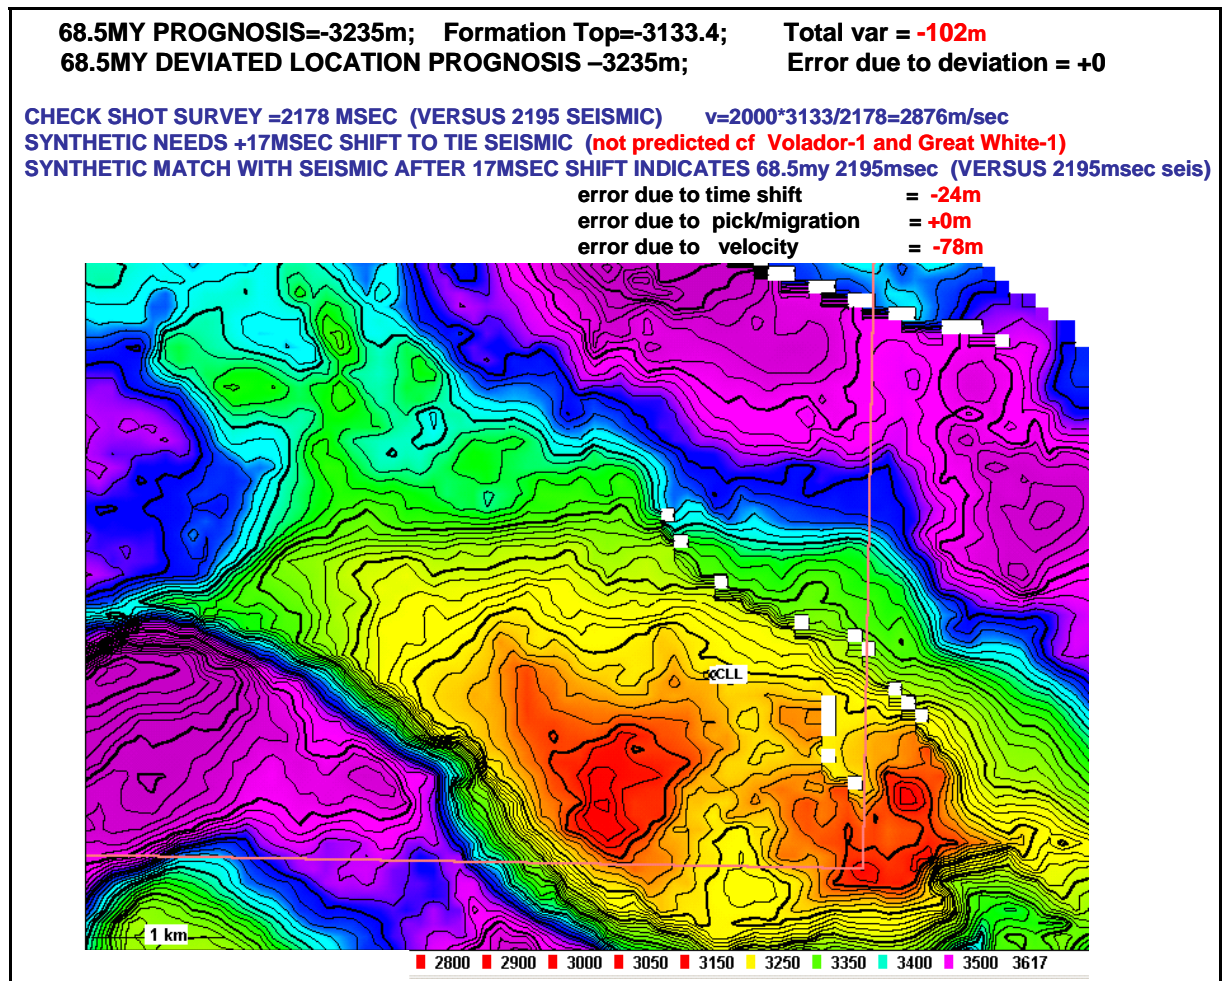 68.5MY PROGNOSIS=-3235m; Formation Top=-3133.4; Total var = -102m
68.5MY DEVIATED LOCATION PROGNOSIS –3235m; Error due to deviation = +0
CHECK SHOT SURVEY =2178 MSEC (VERSUS 2195 SEISMIC) v=2000*3133/2178=2876m/sec
SYNTHETIC NEEDS +17MSEC SHIFT TO TIE SEISMIC (not predicted cf Volador-1 and Great White-1)
SYNTHETIC MATCH WITH SEISMIC AFTER 17MSEC SHIFT INDICATES 68.5my 2195msec (VERSUS 2195msec seis)
error due to time shift = -24m
error due to pick/migration = +0m
error due to velocity = -78m
CLL
1 km
2800 2900 3000 3050 3150 3250 3350 3400 3500 3617